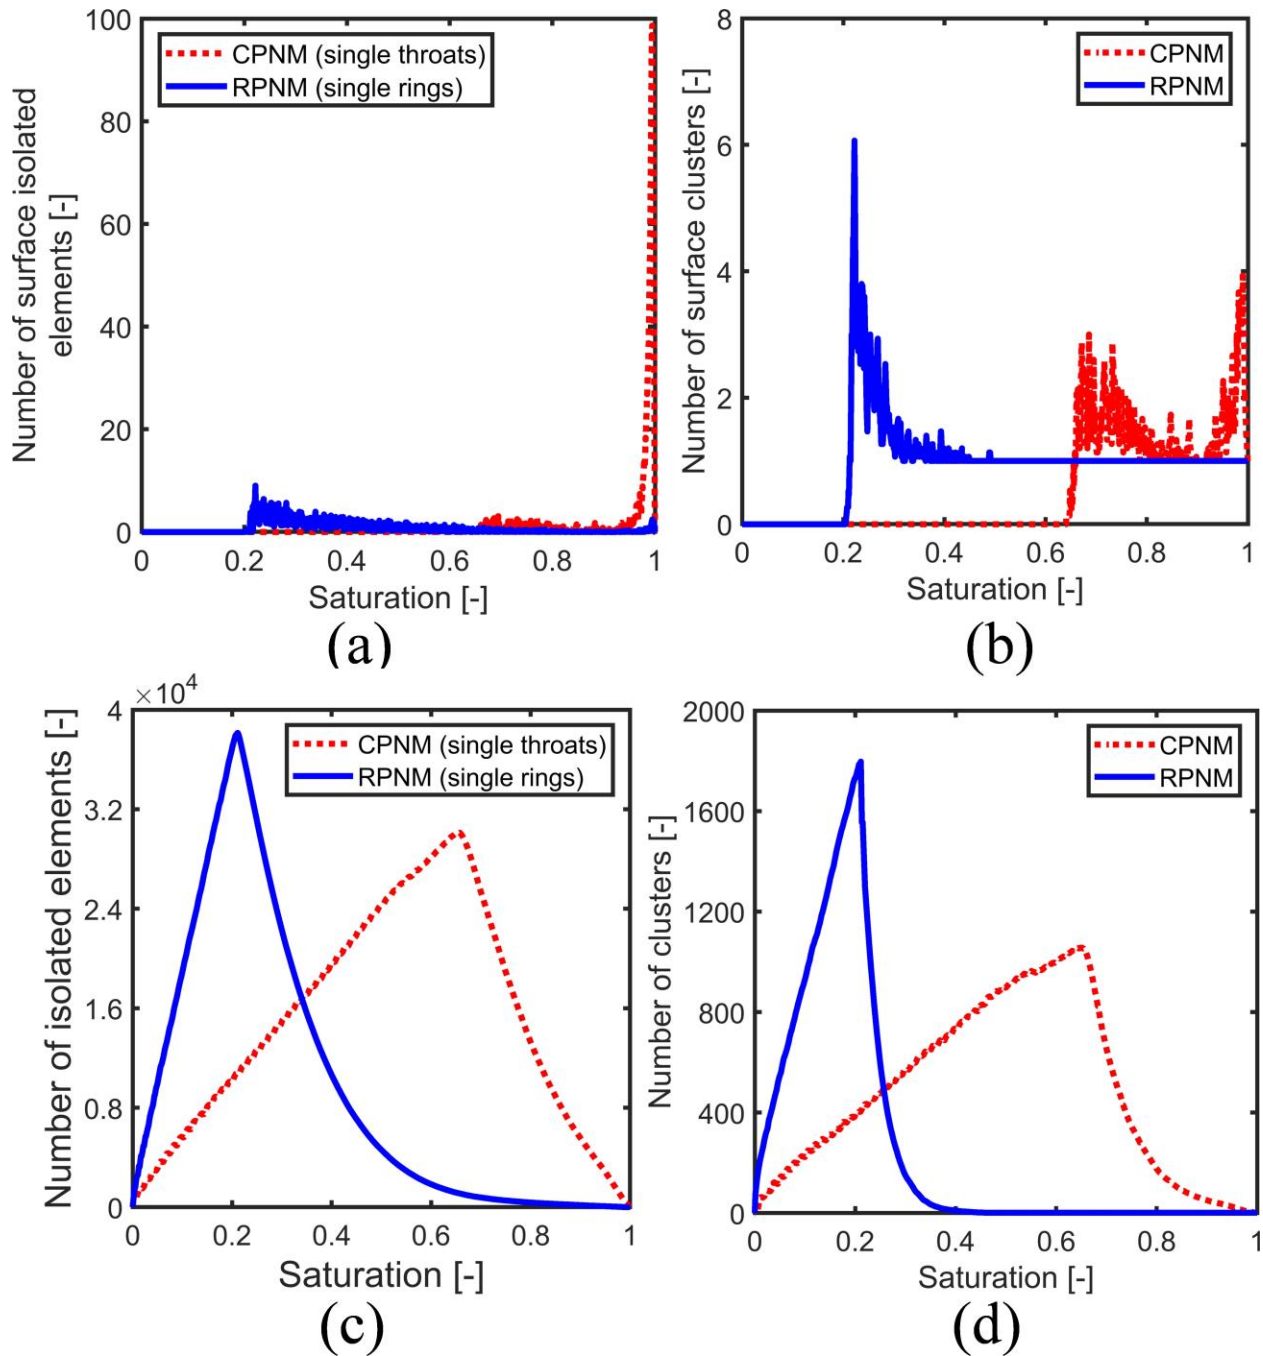 100
80
60
40
20
0
Number of surface isolated
elements [-]
CPNM (single throats)
RPNM (single rings)
0 0.2 0.4 0.6 0.8 1
Saturation [-]
(a)
8
6
4
2
0
Number of surface clusters [-]
CPNM
RPNM
0 0.2 0.4 0.6 0.8 1
Saturation [-]
(b)
×10⁴
4
3.2
2.4
1.6
0.8
0
Number of isolated elements [-]
CPNM (single throats)
RPNM (single rings)
0 0.2 0.4 0.6 0.8 1
Saturation [-]
(c)
2000
1600
1200
800
400
0
Number of clusters [-]
CPNM
RPNM
0 0.2 0.4 0.6 0.8 1
Saturation [-]
(d)